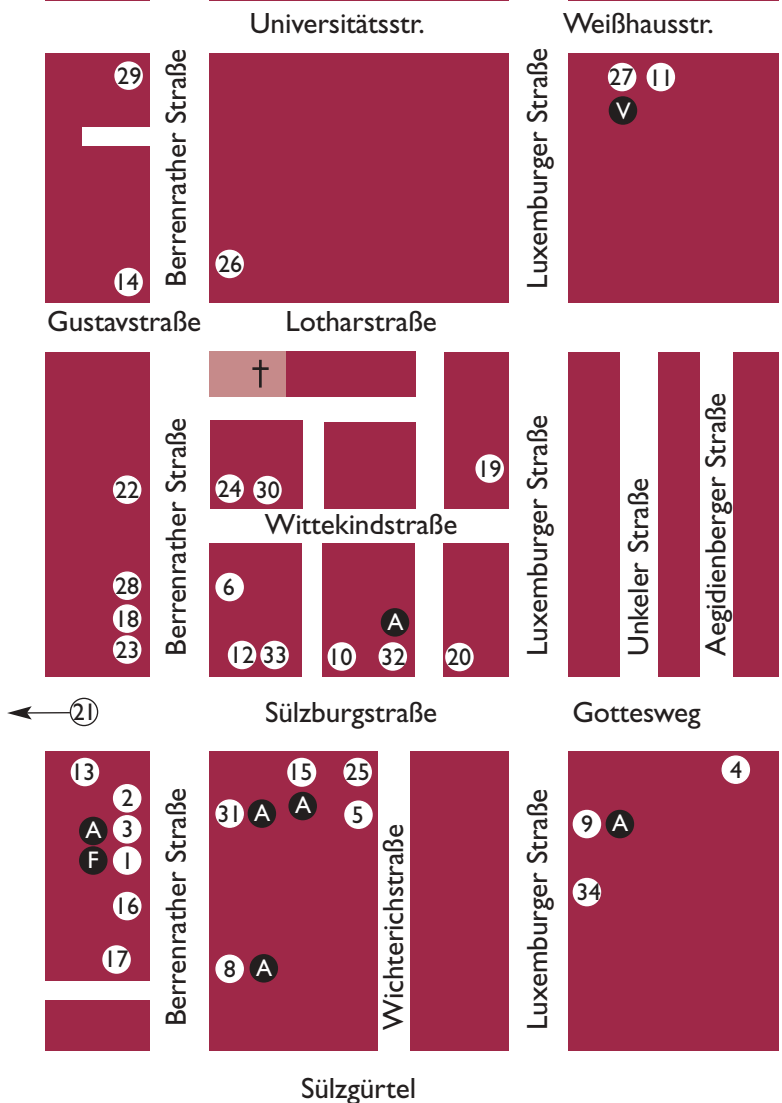 Universitätsstr.
Weißhausstr.
29
Berrenrather Straße
Luxemburger Straße
27
11
V
26
14
Gustavstraße
Lotharstraße
†
22
Berrenrather Straße
24
30
19
Luxemburger Straße
Unkeler Straße
Aegidienberger Straße
Wittekindstraße
28
18
23
6
12
33
A
10
32
20
21
Sülzburgstraße
Gottesweg
13
2
A
3
F
1
16
17
Berrenrather Straße
15
25
31
A
A
5
8
A
Wichterichstraße
Luxemburger Straße
4
9
A
34
Sülzgürtel